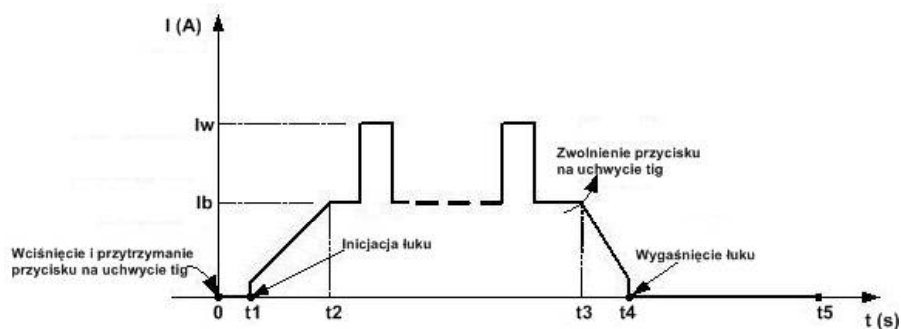 I (A)
Iw
Zwolnienie przycisku
na uchwycie tig
Ib
Wciśnięcie i przytrzymanie
przycisku na uchwycie tig
Inicjacja łuku
Wygaśnięcie łuku
0 t1 t2 t3 t4 t5
t (s)